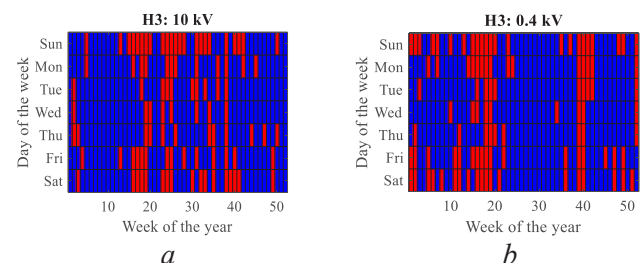 H3: 10 kV
Day of the week
Sun
Mon
Tue
Wed
Thu
Fri
Sat
10 20 30 40 50
Week of the year
a
H3: 0.4 kV
Day of the week
Sun
Mon
Tue
Wed
Thu
Fri
Sat
10 20 30 40 50
Week of the year
b